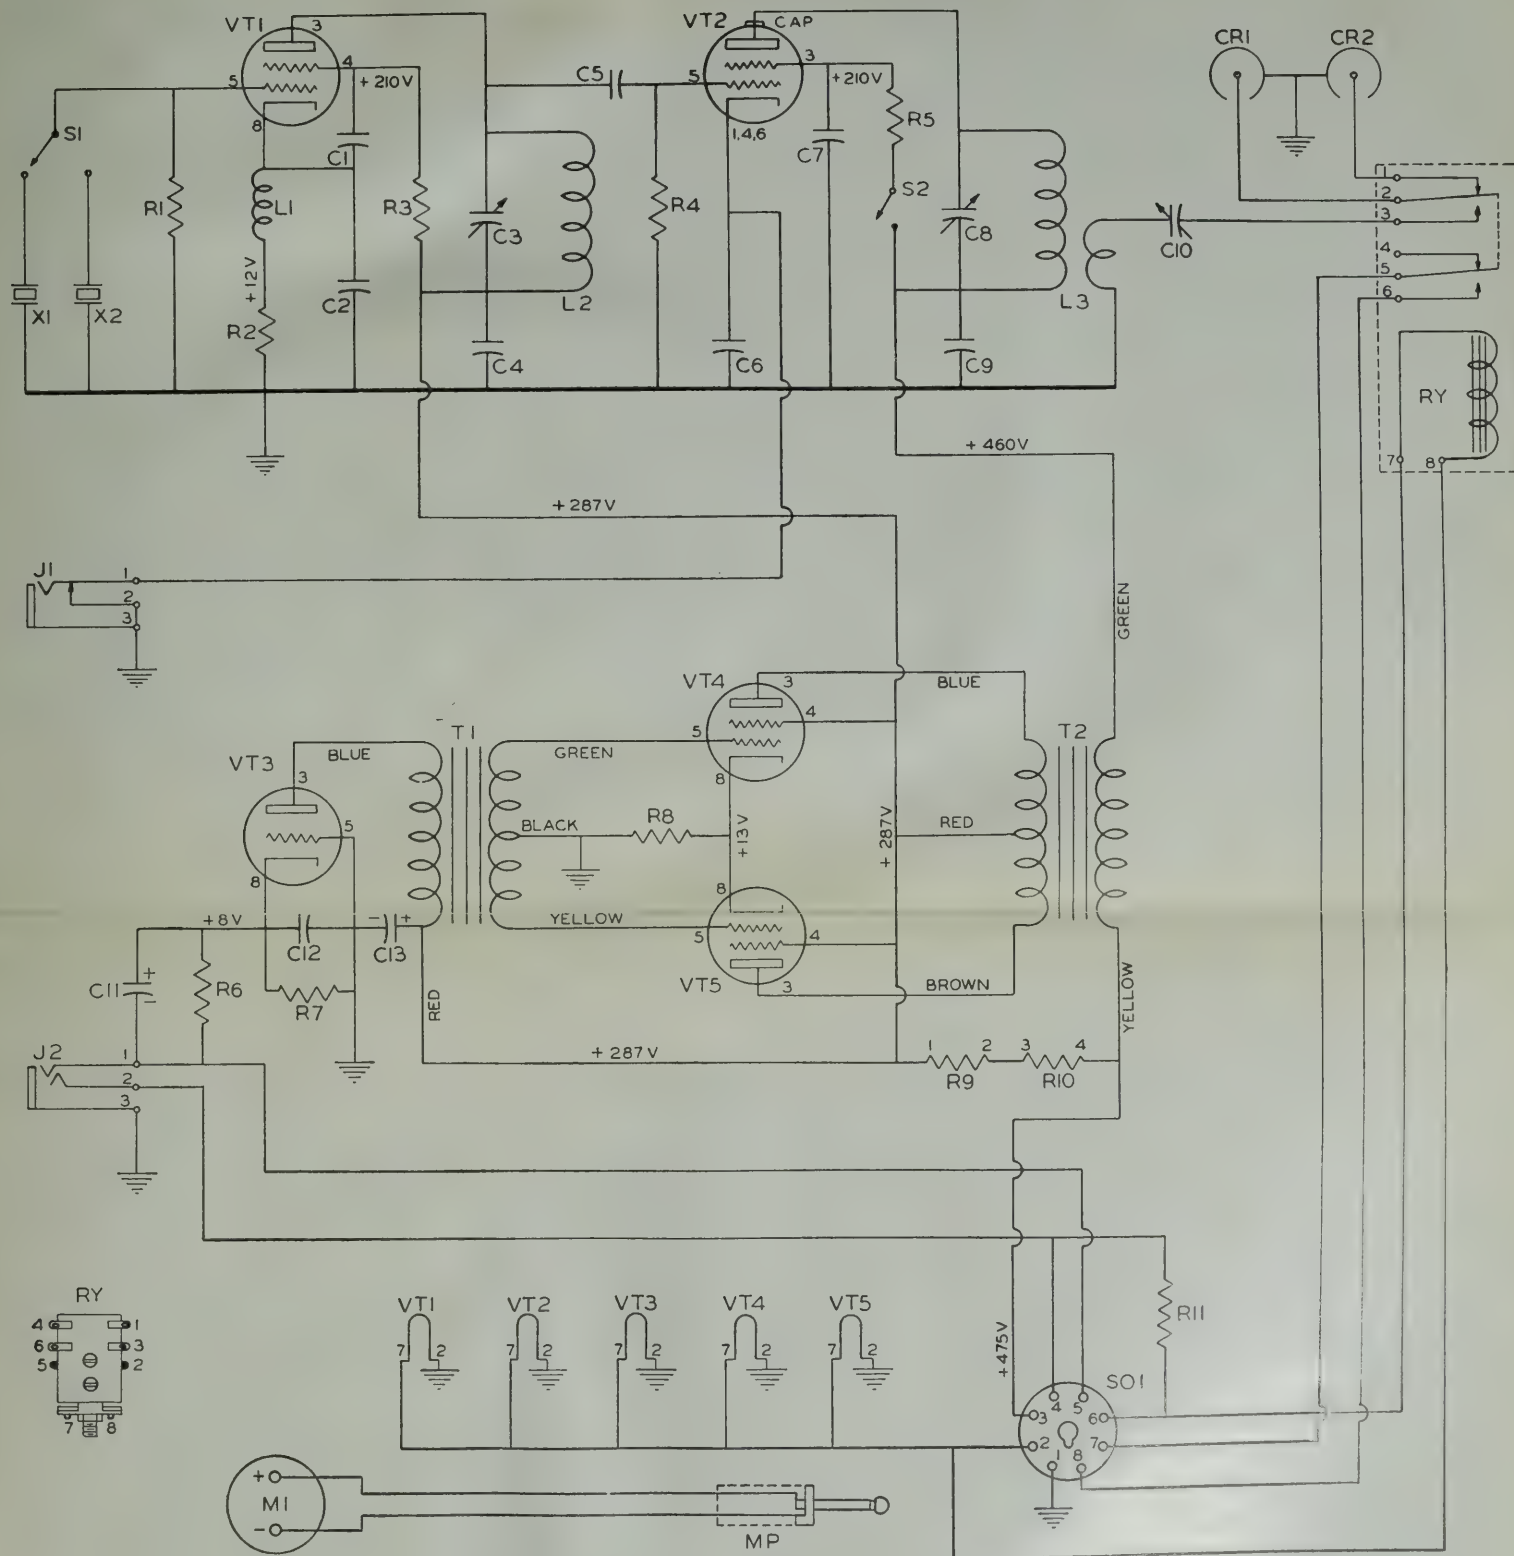 VT1 3
4
5
8
+210V
S1
R1
L1
C1
R3
+12V
R2
C2
X1 X2
C3
C4
L2
C5
VT2 CAP
3
5
1,4,6
+210V
R4
C7
R5
S2
C6
C8
C9
L3
C10
CR1 CR2
1
2
3
4
5
6
RY
7 8
+460V
+287V
GREEN
J1 1
2
3
VT4 3
4
5
8
BLUE
T1
T2
VT3
3
5
8
BLUE
GREEN
BLACK
R8
+13V
+287V
RED
8
YELLOW
5
4
VT5
3
BROWN
YELLOW
+8V
C12
- +
C13
C11 +
-
R6
R7
RED
+287V
1 2 3 4
R9 R10
J2 1
2
3
+475V
R11
SO1
1
2
3
4
5
6
7
8
RY
4 1
6 3
5 2
7 8
VT1 VT2 VT3 VT4 VT5
7 2 7 2 7 2 7 2 7 2
+
M1
-
MP